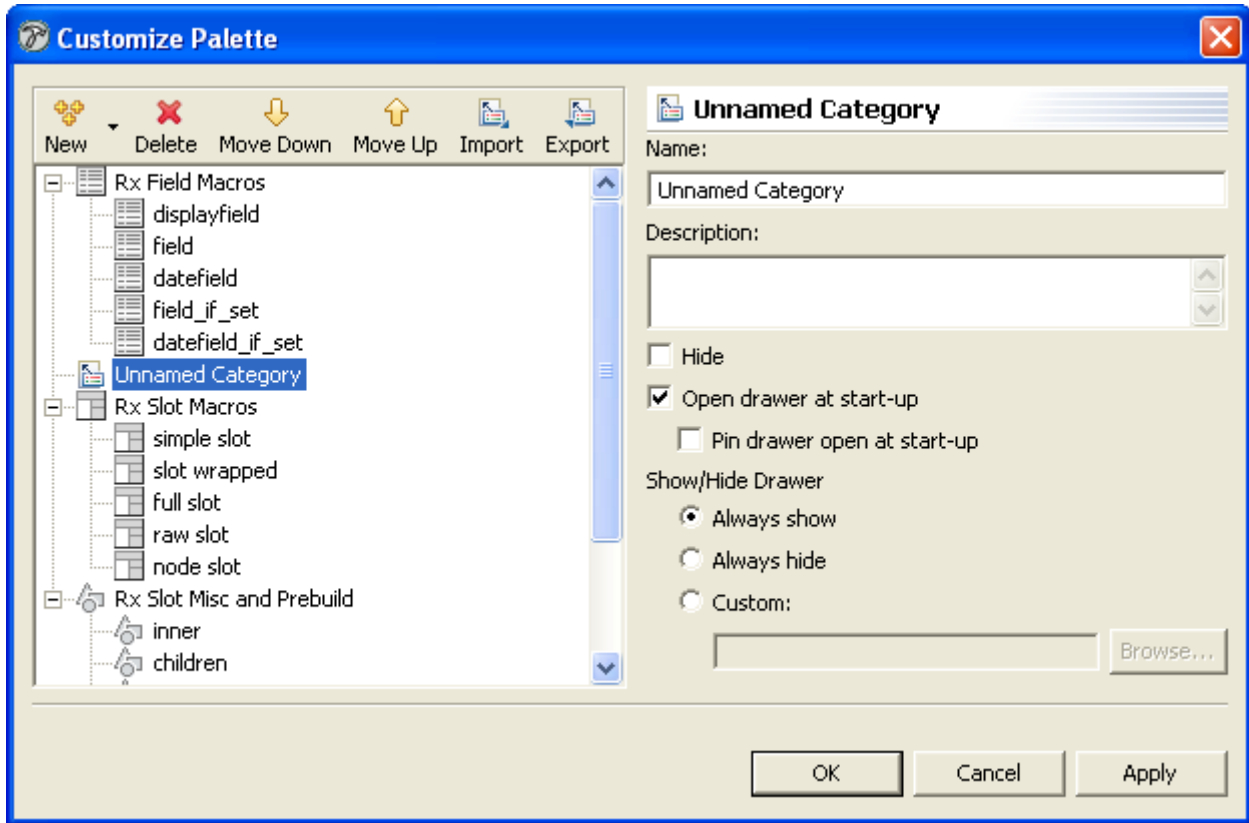 Customize Palette
New Delete Move Down Move Up Import Export
Rx Field Macros
displayfield
field
datefield
field_if_set
datefield_if_set
Unnamed Category
Rx Slot Macros
simple slot
slot wrapped
full slot
raw slot
node slot
Rx Slot Misc and Prebuild
inner
children
Unnamed Category
Name:
Unnamed Category
Description:
Hide
Open drawer at start-up
Pin drawer open at start-up
Show/Hide Drawer
Always show
Always hide
Custom:
Browse...
OK Cancel Apply